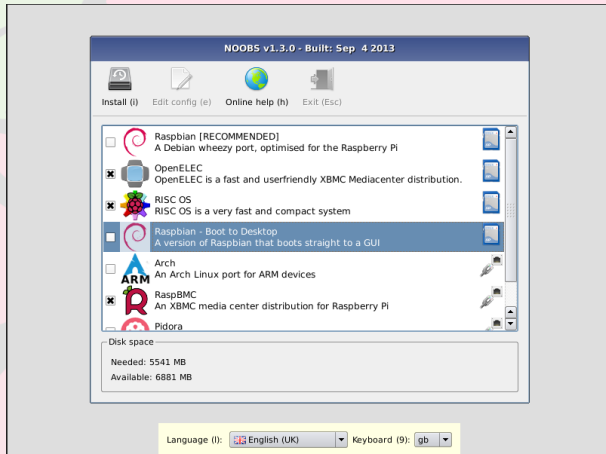 NOOBS v1.3.0 - Built: Sep 4 2013
Install (i) Edit config (e) Online help (h) Exit (Esc)
Raspbian [RECOMMENDED]
A Debian wheezy port, optimised for the Raspberry Pi
OpenELEC
OpenELEC is a fast and userfriendly XBMC Mediacenter distribution.
RISC OS
RISC OS is a very fast and compact system
Raspbian - Boot to Desktop
A version of Raspbian that boots straight to a GUI
Arch
An Arch Linux port for ARM devices
ARM
RaspBMC
An XBMC media center distribution for Raspberry Pi
Pidora
Disk space
Needed: 5541 MB
Available: 6881 MB
Language (l): English (UK) Keyboard (9): gb